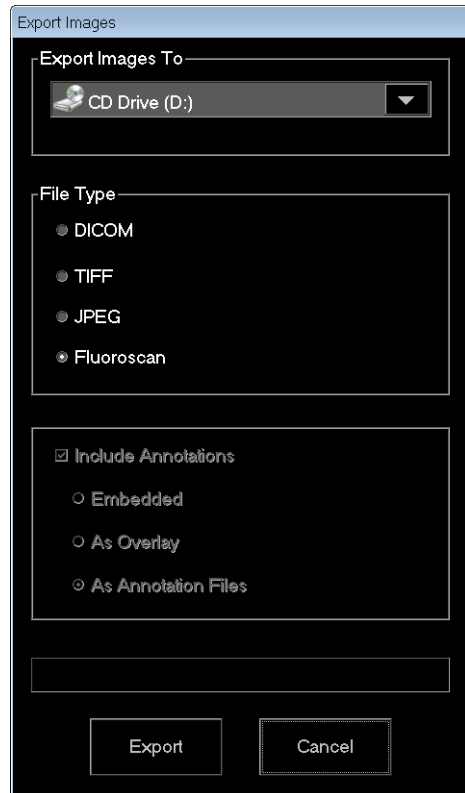 Export Images
Export Images To
CD Drive (D:)
File Type
DICOM
TIFF
JPEG
Fluoroscan
Include Annotations
Embedded
As Overlay
As Annotation Files
Export
Cancel